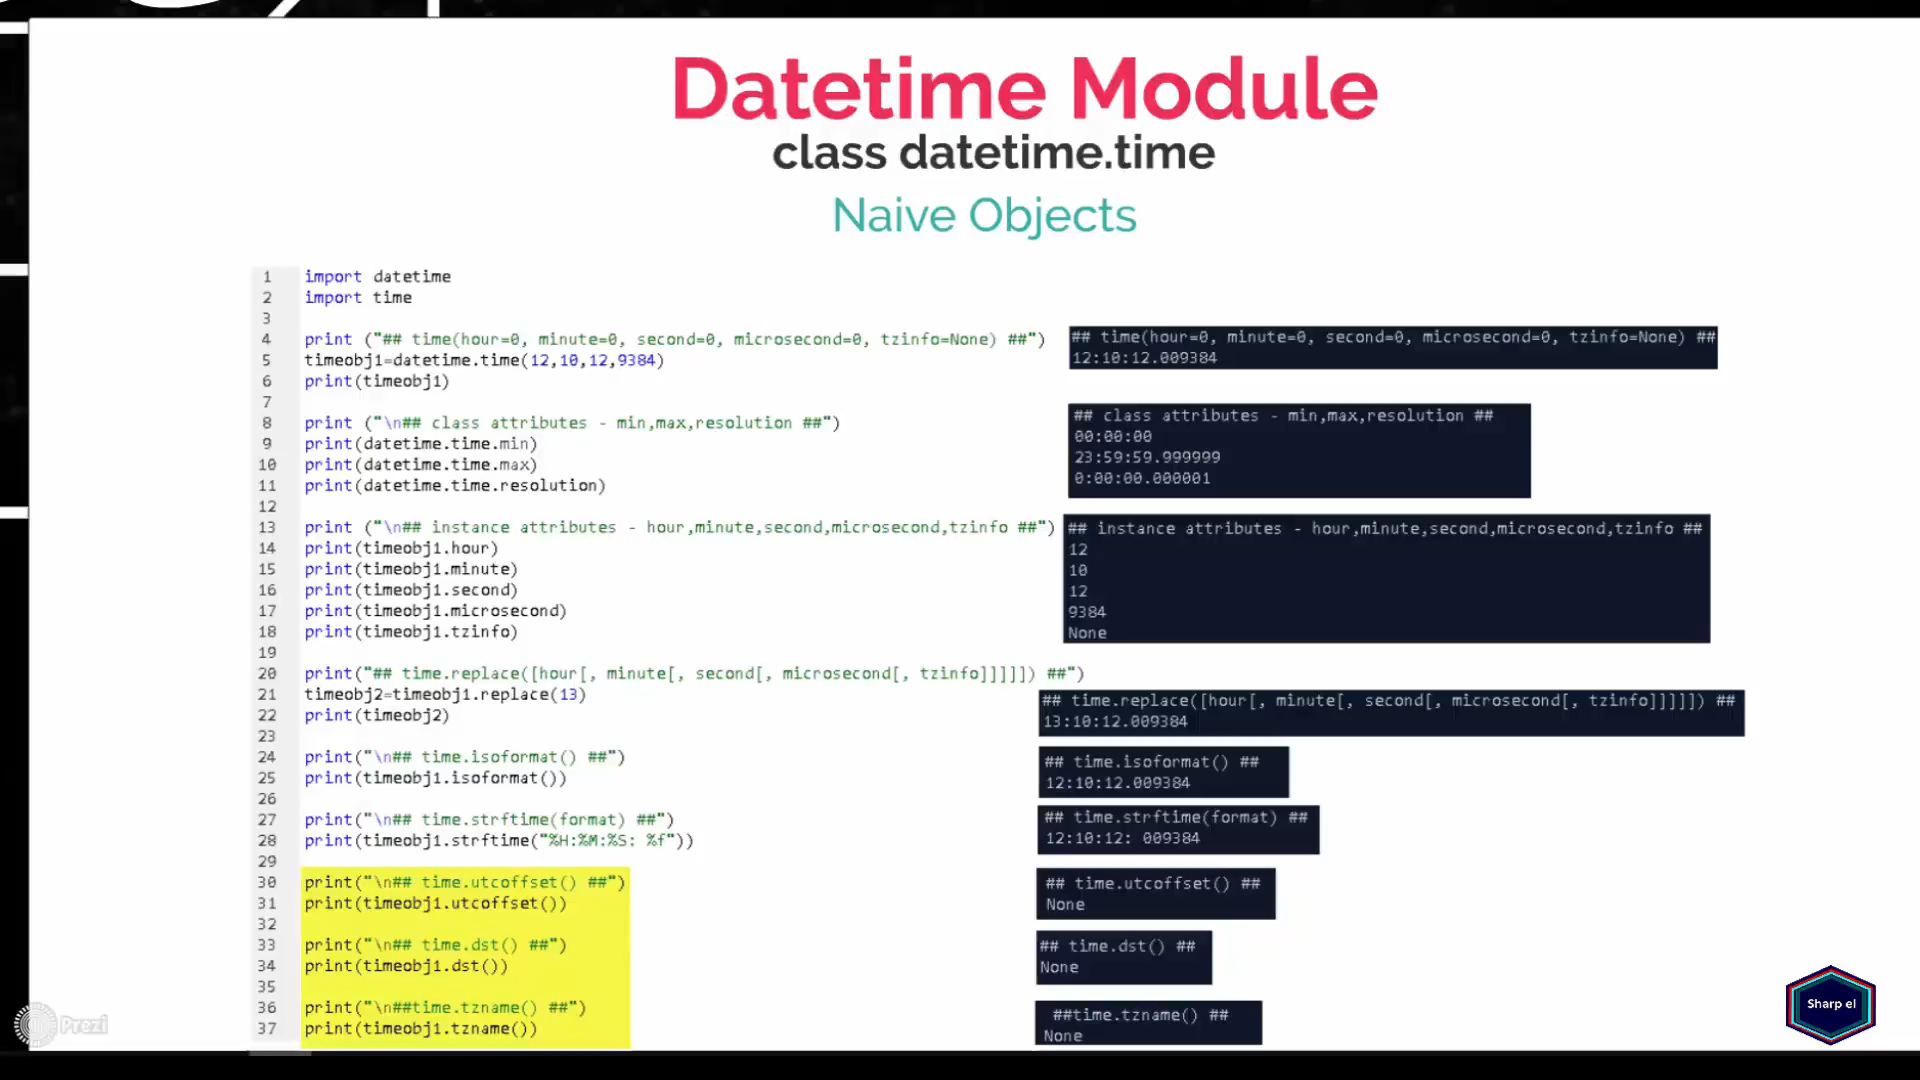 Datetime Module
class datetime.time
Naive Objects
1 import datetime
2 import time
3
4 print ("## time(hour=0, minute=0, second=0, microsecond=0, tzinfo=None) ##")
5 timeobj1=datetime.time(12,10,12,9384)
6 print(timeobj1)
7
8 print ("\n## class attributes - min,max,resolution ##")
9 print(datetime.time.min)
10 print(datetime.time.max)
11 print(datetime.time.resolution)
12
13 print ("\n## instance attributes - hour,minute,second,microsecond,tzinfo ##")
14 print(timeobj1.hour)
15 print(timeobj1.minute)
16 print(timeobj1.second)
17 print(timeobj1.microsecond)
18 print(timeobj1.tzinfo)
19
20 print("## time.replace([hour[, minute[, second[, microsecond[, tzinfo]]]]]) ##")
21 timeobj2=timeobj1.replace(13)
22 print(timeobj2)
23
24 print("\n## time.isoformat() ##")
25 print(timeobj1.isoformat())
26
27 print("\n## time.strftime(format) ##")
28 print(timeobj1.strftime("%H:%M:%S: %f"))
29
30 print("\n## time.utcoffset() ##")
31 print(timeobj1.utcoffset())
32
33 print("\n## time.dst() ##")
34 print(timeobj1.dst())
35
36 print("\n##time.tzname() ##")
37 print(timeobj1.tzname())
## time(hour=0, minute=0, second=0, microsecond=0, tzinfo=None) ##
12:10:12.009384
## class attributes - min,max,resolution ##
00:00:00
23:59:59.999999
0:00:00.000001
## instance attributes - hour,minute,second,microsecond,tzinfo ##
12
10
12
9384
None
## time.replace([hour[, minute[, second[, microsecond[, tzinfo]]]]]) ##
13:10:12.009384
## time.isoformat() ##
12:10:12.009384
## time.strftime(format) ##
12:10:12: 009384
## time.utcoffset() ##
None
## time.dst() ##
None
##time.tzname() ##
None
Prezi
Sharp el